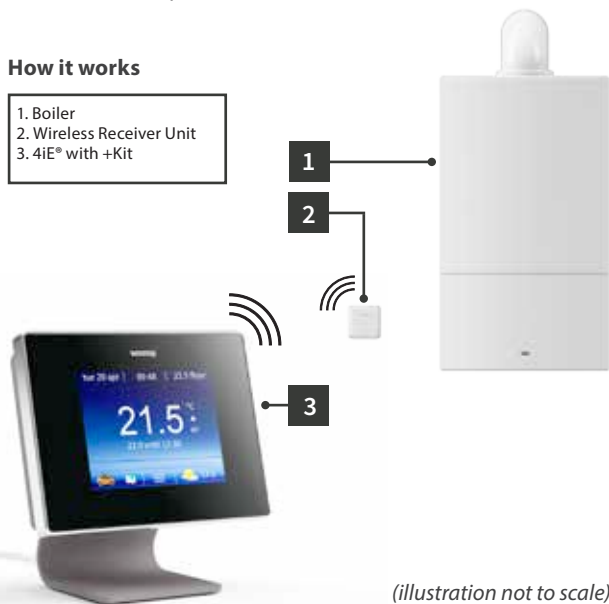 How it works
1. Boiler
2. Wireless Receiver Unit
3. 4iE® with +Kit
1
2
3
21.5
°C
(illustration not to scale)